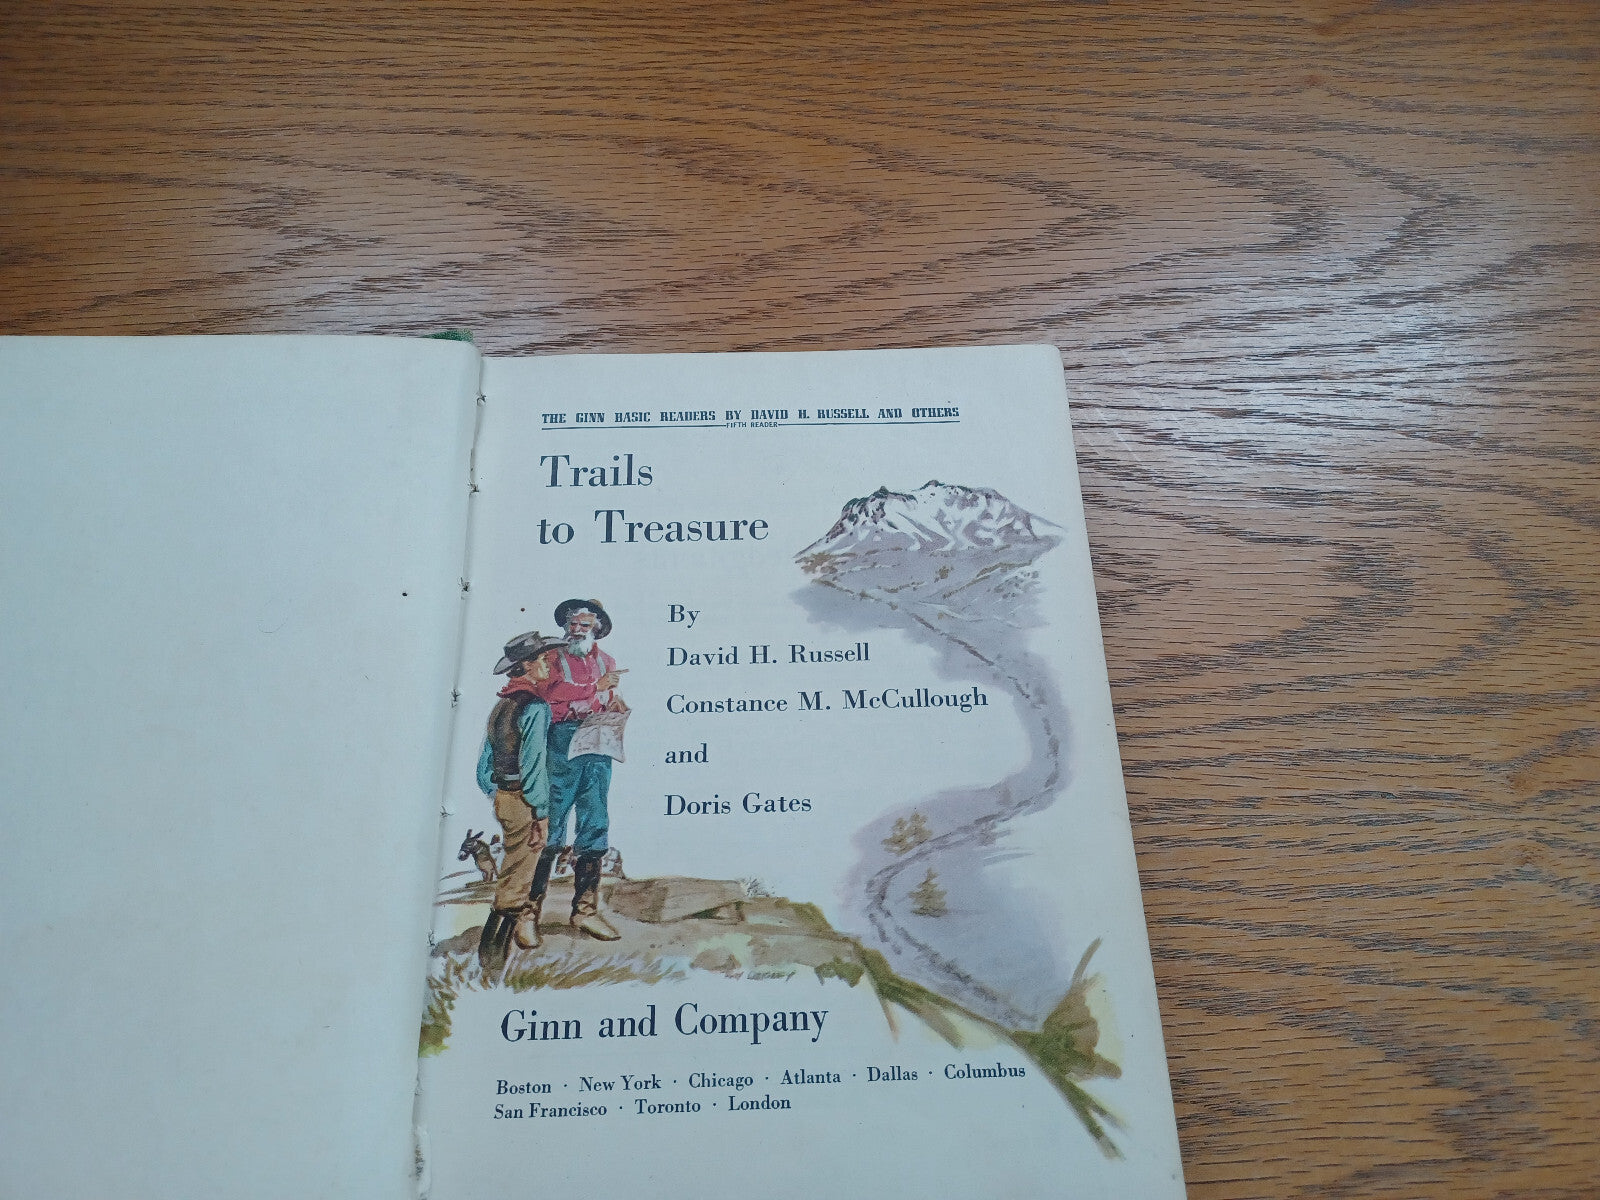 THE GINN BASIC READERS BY DAVID H. RUSSELL AND OTHERS
FIFTH READER
Trails
to Treasure
By
David H. Russell
Constance M. McCullough
and
Doris Gates
Ginn and Company
Boston · New York · Chicago · Atlanta · Dallas · Columbus
San Francisco · Toronto · London